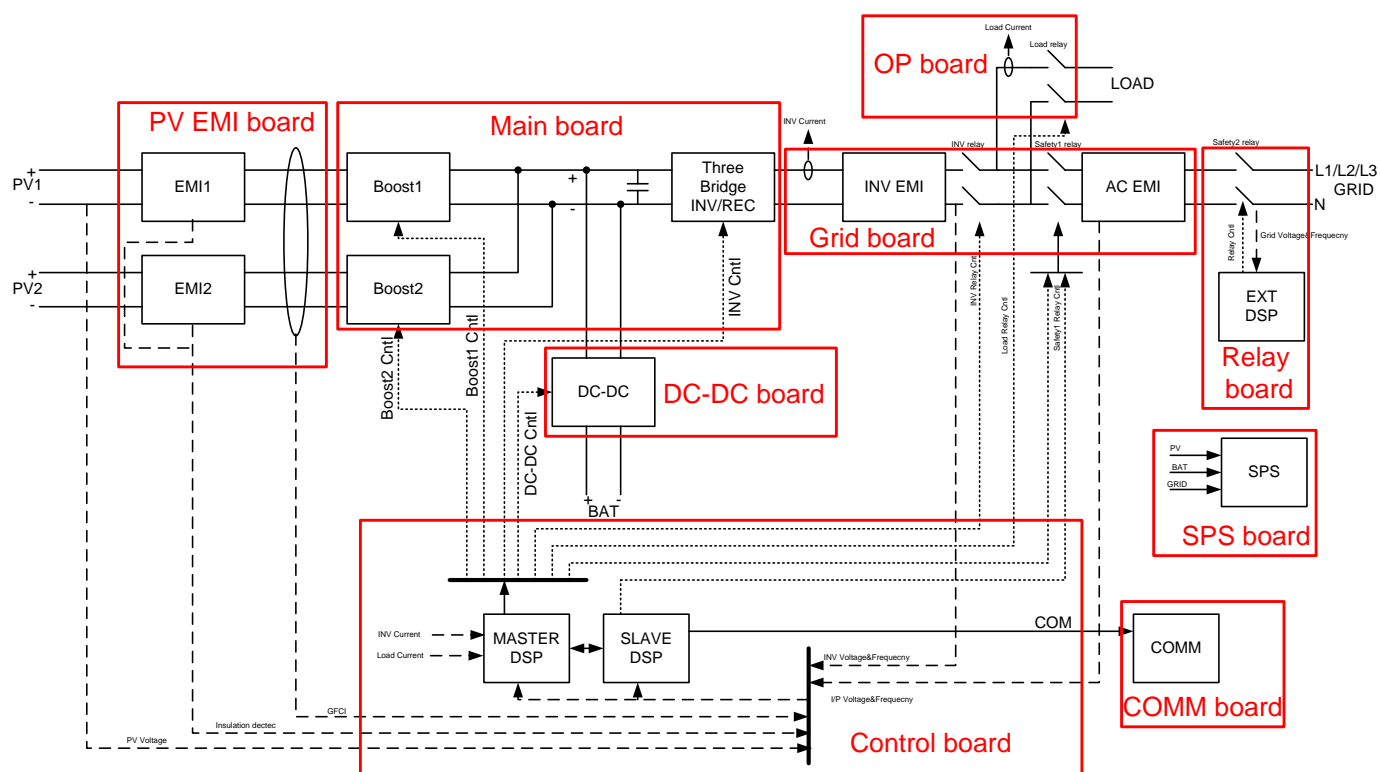 Load Current
Load relay
OP board
LOAD
PV EMI board
Main board
INV Current
INV relay
Safety1 relay
Safety2 relay
+
PV1
-
EMI1
Boost1
+
-
Three
Bridge
INV/REC
INV EMI
AC EMI
L1/L2/L3
GRID
N
Grid board
Relay Cntl
Grid Voltage&Frequecny
+
PV2
-
EMI2
Boost2
INV Cntl
INV Relay Cntl
Load Relay Cntl
Safety1 Relay Cntl
EXT
DSP
Relay
board
Boost2 Cntl
Boost1 Cntl
DC-DC Cntl
DC-DC
DC-DC board
+
-
BAT
PV
BAT
GRID
SPS
SPS board
INV Current
Load Current
MASTER
DSP
SLAVE
DSP
COM
COMM
COMM board
INV Voltage&Frequecny
I/P Voltage&Frequecny
GFCI
Insulation dectec
PV Voltage
Control board